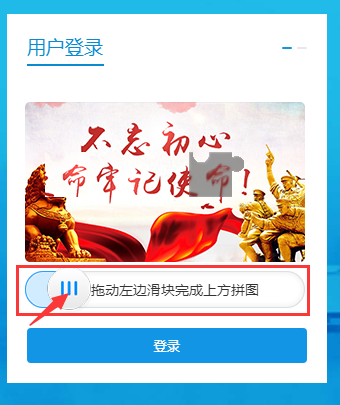 用户登录
不忘初心
命牢记使命!
拖动左边滑块完成上方拼图
登录